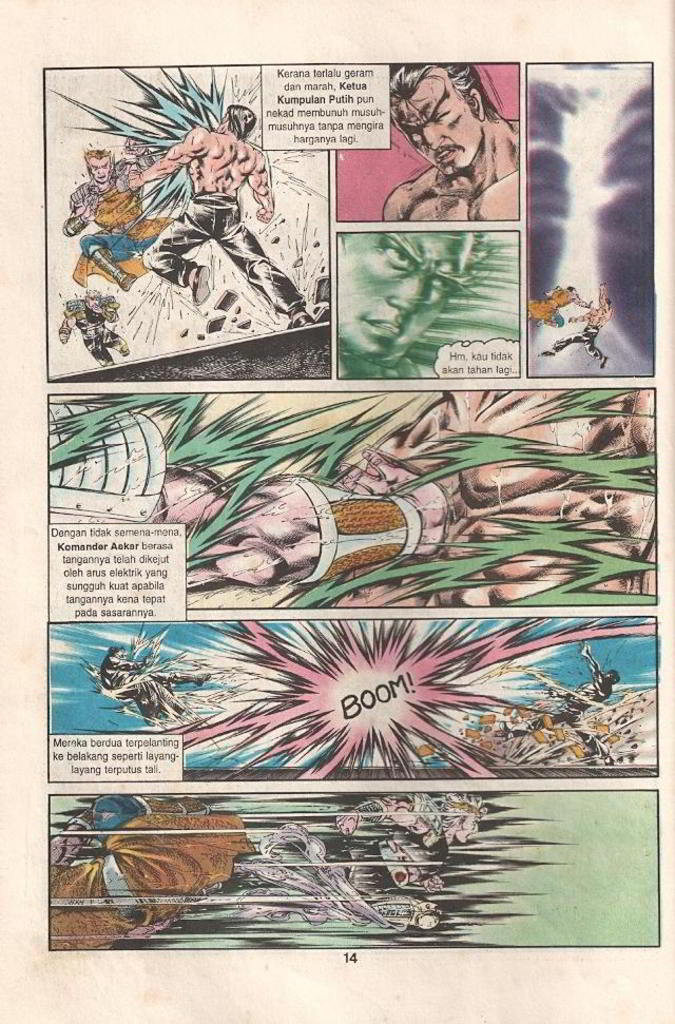 Kerana terlalu geram
dan marah, Ketua
Kumpulan Putih pun
nekad membunuh musuh-
musuhnya tanpa mengira
harganya lagi.
Hm, kau tidak
akan tahan lagi..
Dengan tidak semena-mena,
Komander Asker berasa
tangannya telah dikejut
oleh arus elektrik yang
sungguh kuat apabila
tangannya kena tepat
pada sasarannya.
BOOM!
Mereka berdua terpelanting
ke belakang seperti layang-
layang terputus tali.
14